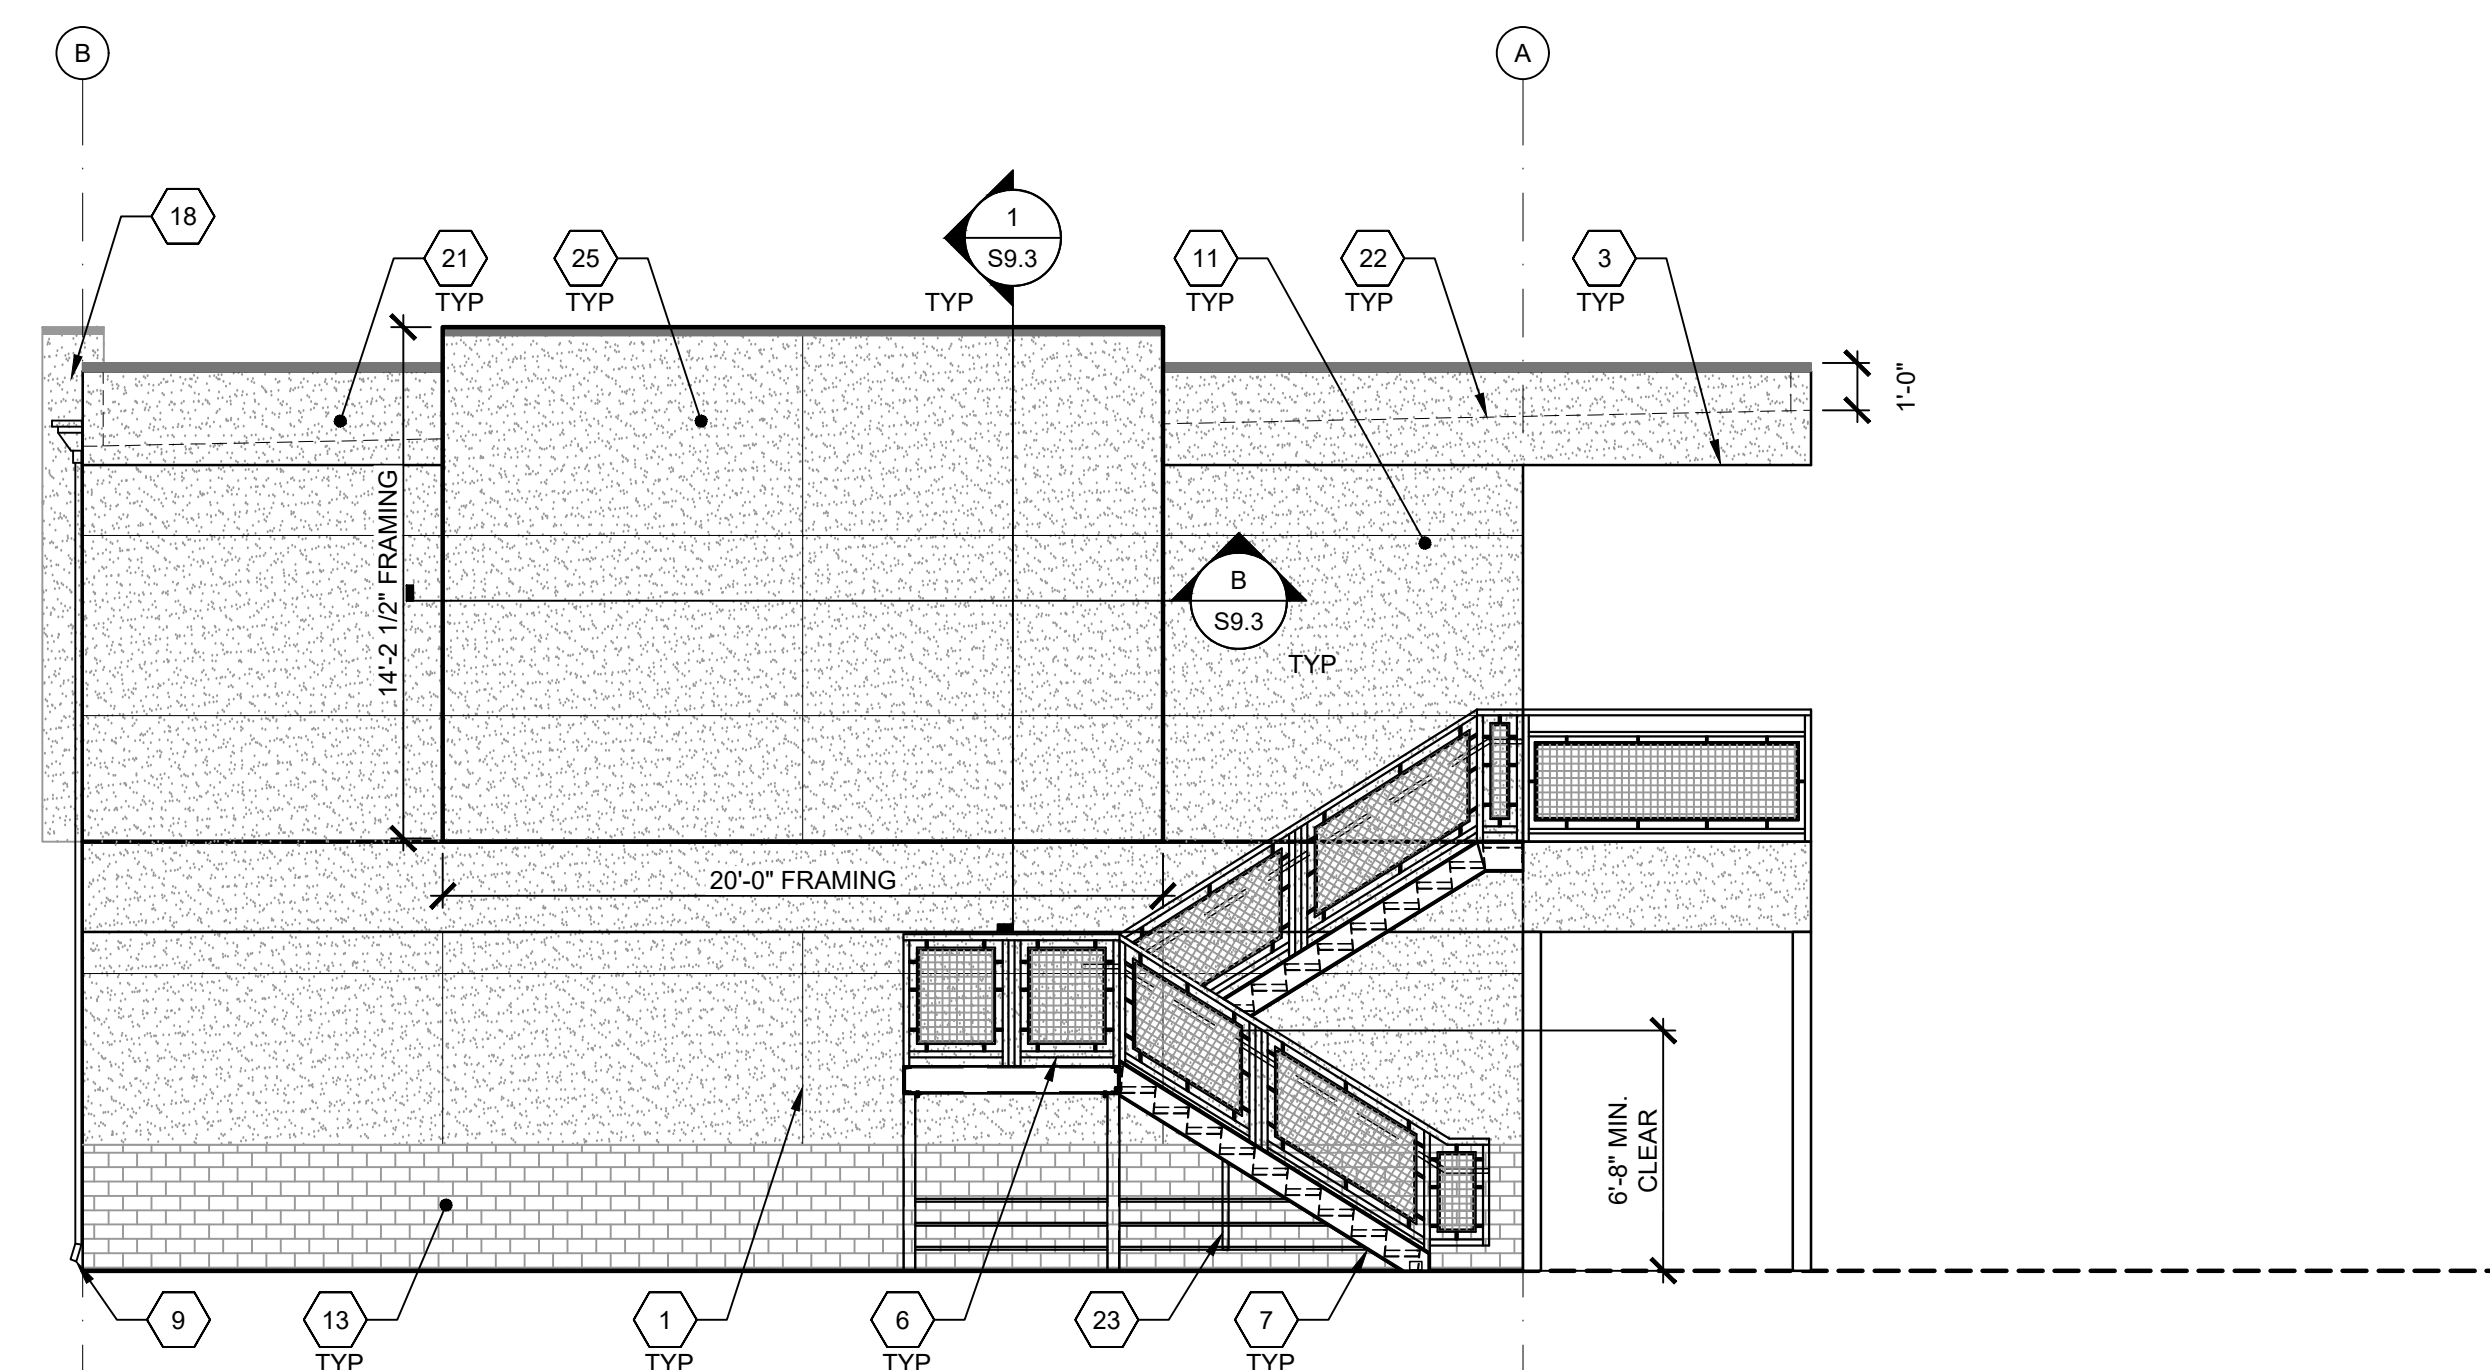 B
A
18
1
S9.3
TYP
21
TYP
25
TYP
11
TYP
22
TYP
3
TYP
1'-0"
14'-2 1/2" FRAMING
B
S9.3
TYP
20'-0" FRAMING
6'-8" MIN.
CLEAR
9
13
TYP
1
TYP
6
TYP
23
7
TYP